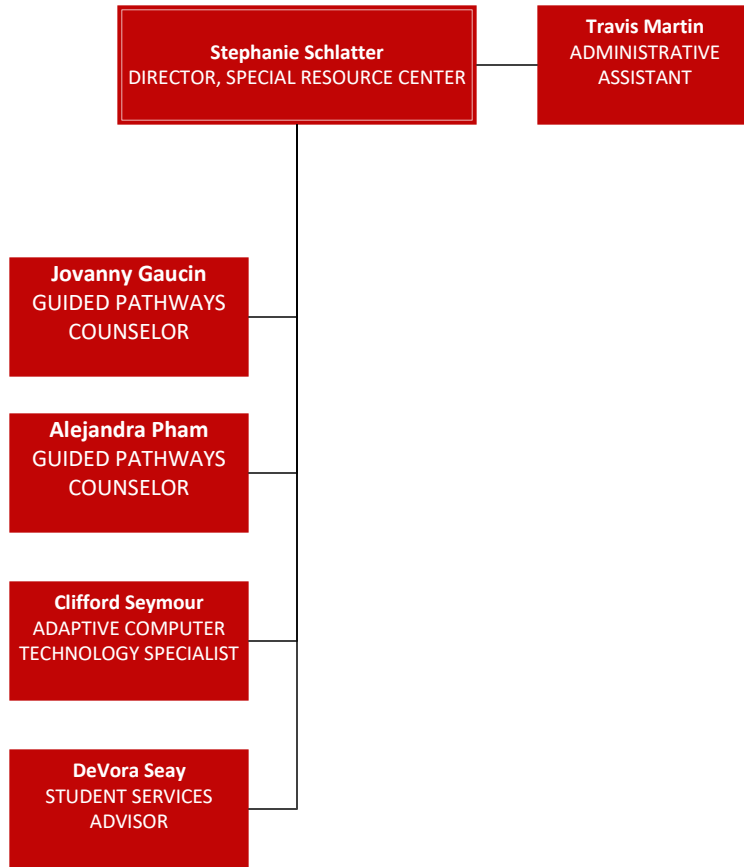 Stephanie Schlatter
DIRECTOR, SPECIAL RESOURCE CENTER
Travis Martin
ADMINISTRATIVE
ASSISTANT
Jovanny Gaucin
GUIDED PATHWAYS
COUNSELOR
Alejandra Pham
GUIDED PATHWAYS
COUNSELOR
Clifford Seymour
ADAPTIVE COMPUTER
TECHNOLOGY SPECIALIST
DeVora Seay
STUDENT SERVICES
ADVISOR